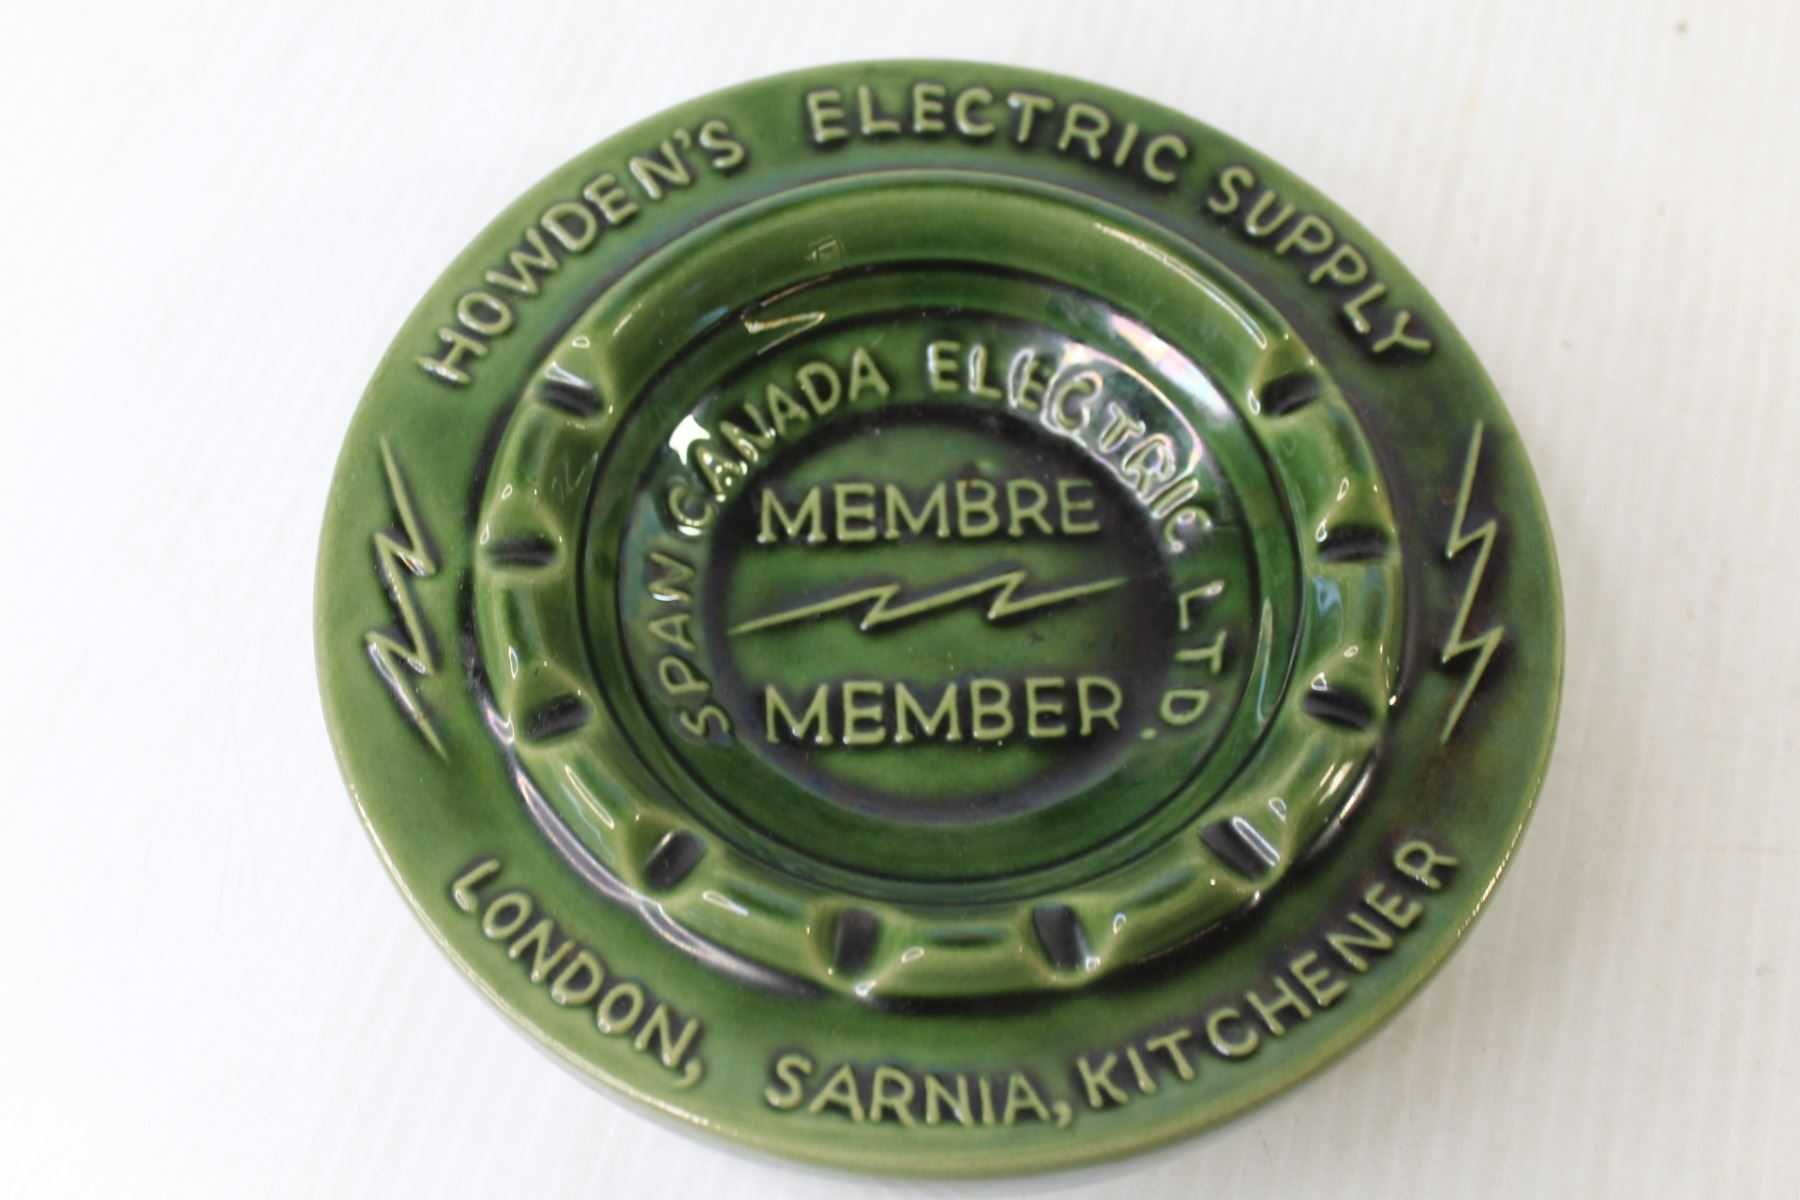 HOWDEN'S ELECTRIC SUPPLY
SPAN CANADA ELECTRIC LTD.
MEMBRE
MEMBER
LONDON, SARNIA, KITCHENER